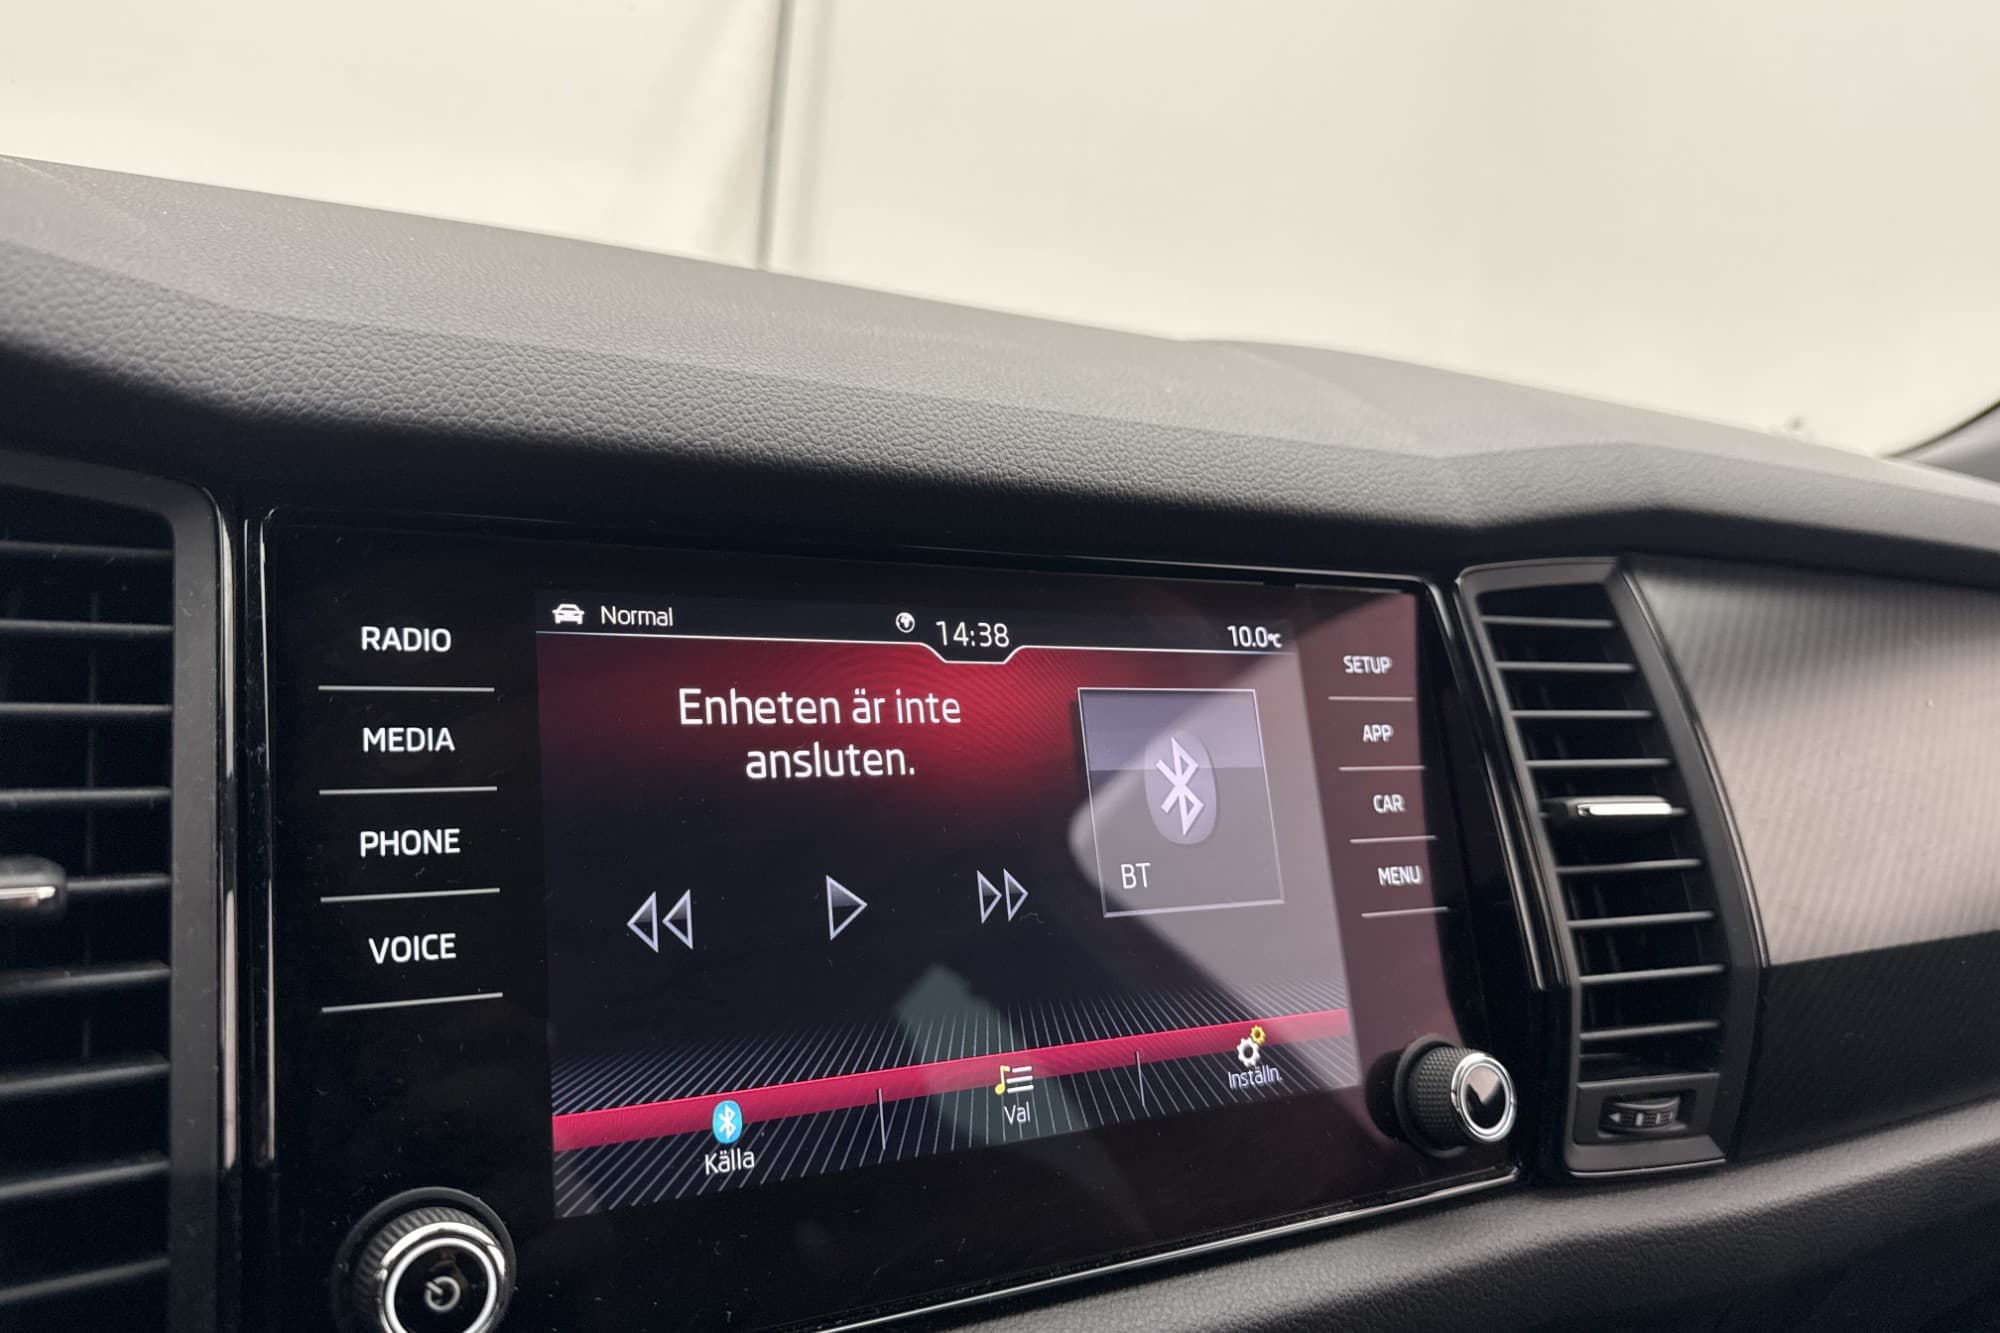 Normal
14:38
10.0°C
RADIO
MEDIA
PHONE
VOICE
Enheten är inte
ansluten.
BT
SETUP
APP
CAR
MENU
Källa
Val
Inställn.